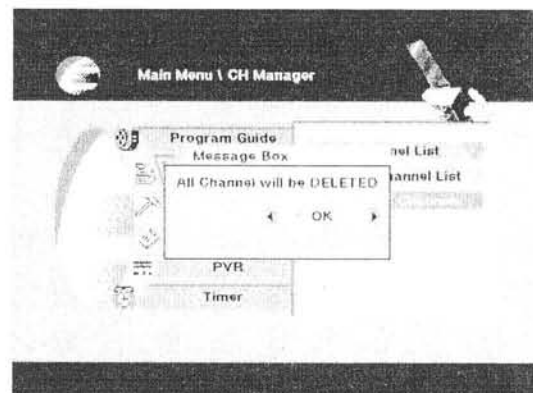 Main Menu \ CH Manager
Program Guide
Message Box
nel List
All Channel will be DELETED
annel List
OK
PVR
Timer